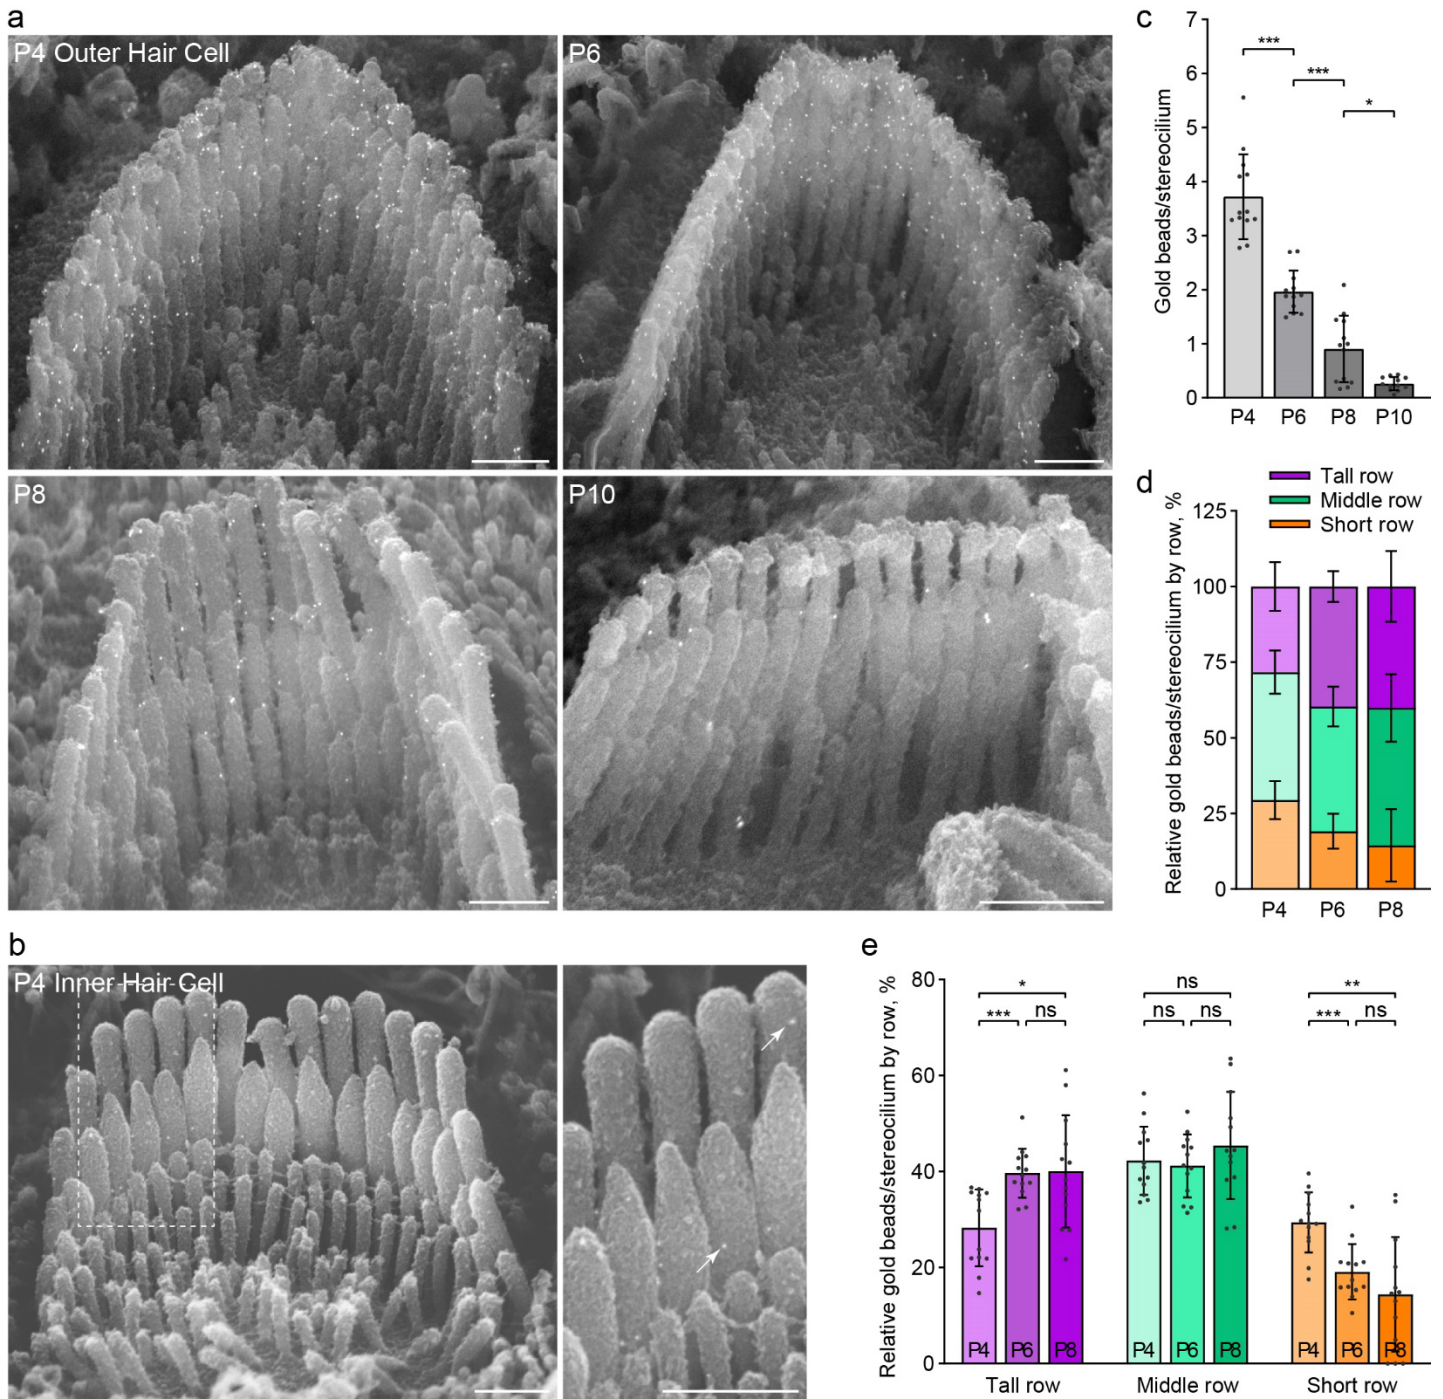 a
P4 Outer Hair Cell
P6
P8
P10
b
P4 Inner Hair Cell
c
Gold beads/stereocilium
7
6
5
4
3
2
1
0
***
***
*
P4 P6 P8 P10
d
Tall row
Middle row
Short row
Relative gold beads/stereocilium by row, %
125
100
75
50
25
0
P4 P6 P8
e
Relative gold beads/stereocilium by row, %
80
60
40
20
0
* ns **
*** ns ns ns *** ns
P4 P6 P8 P4 P6 P8 P4 P6 P8
Tall row Middle row Short row